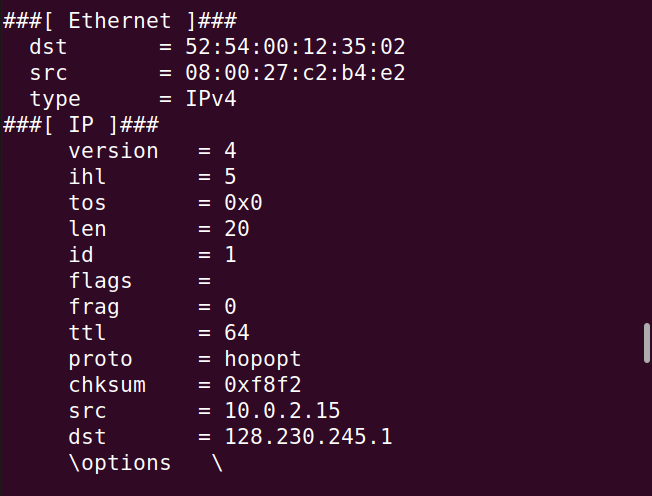 ###[ Ethernet ]###
  dst       = 52:54:00:12:35:02
  src       = 08:00:27:c2:b4:e2
  type      = IPv4
###[ IP ]###
     version   = 4
     ihl       = 5
     tos       = 0x0
     len       = 20
     id        = 1
     flags     =
     frag      = 0
     ttl       = 64
     proto     = hopopt
     chksum    = 0xf8f2
     src       = 10.0.2.15
     dst       = 128.230.245.1
     \options   \